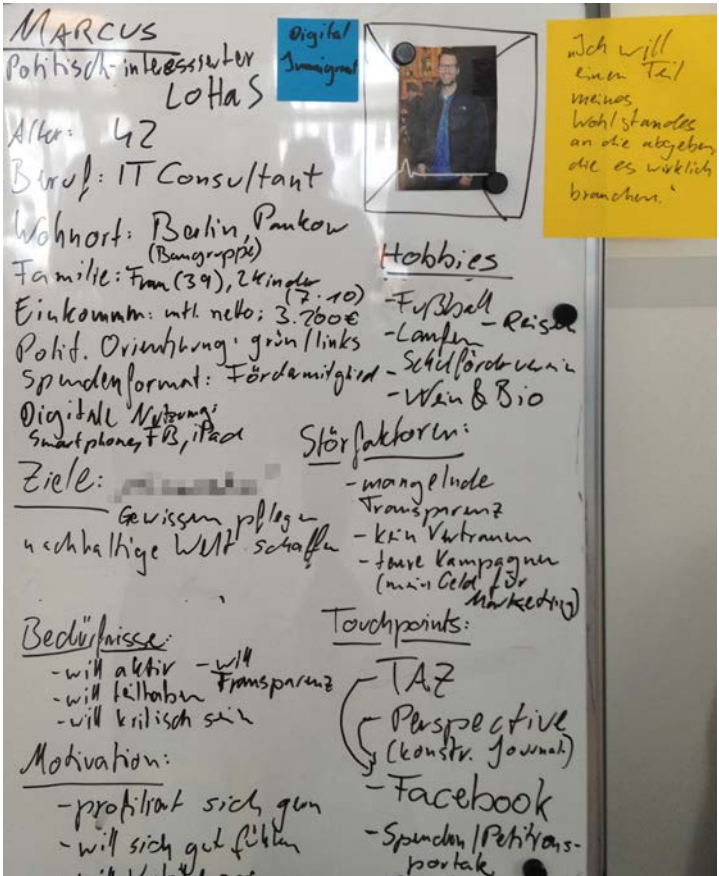 MARCUS
Politisch-interessierter
LOHaS
Alter: 42
Beruf: IT Consultant
Wohnort: Berlin, Pankow
(Baugruppe)
Familie: Frau (39), 2 Kinder
(7+10)
Einkommen: mtl. netto: 3.200€
Polit. Orientierung: grün/links
Spendenformat: Fördermitglied
Digitale Nutzung:
Smartphone, FB, iPad
Ziele:
Gewissen pflegen
nachhaltige Welt schaffen
Bedürfnisse:
- will aktiv - will
Transparenz
- will teilhaben
- will kritisch sein
Motivation:
- profiliert sich gern
- will sich gut fühlen
- will
Digital
Immigrant
„Ich will
einen Teil
meines
Wohlstandes
an die abgeben
die es wirklich
brauchen."
Hobbies
- Fußball
- Laufen - Reisen
- Schulförderverein
- Wein & Bio
Störfaktoren:
- mangelnde
Transparenz
- kein Vertrauen
- teure Kampagnen
(mein Geld für
Marketing)
Touchpoints:
- TAZ
- Perspective
(konstr. Journal.)
- Facebook
- Spenden/Petitions-
portale